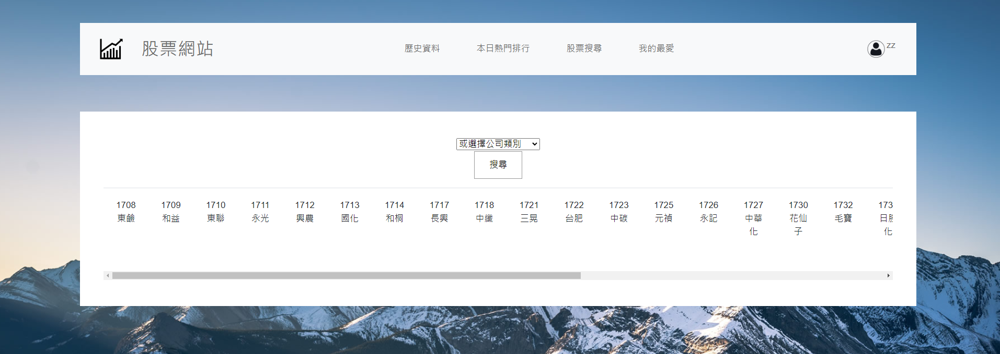 股票網站
歷史資料 本日熱門排行 股票搜尋 我的最愛
zz
或選擇公司類別
搜尋
1708 1709 1710 1711 1712 1713 1714 1717 1718 1721 1722 1723 1725 1726 1727 1730 1732 173
東鹼 和益 東聯 永光 興農 國化 和桐 長興 中纖 三晃 台肥 中碳 元禎 永記 中華 花仙 毛寶 日勝
化 子 化